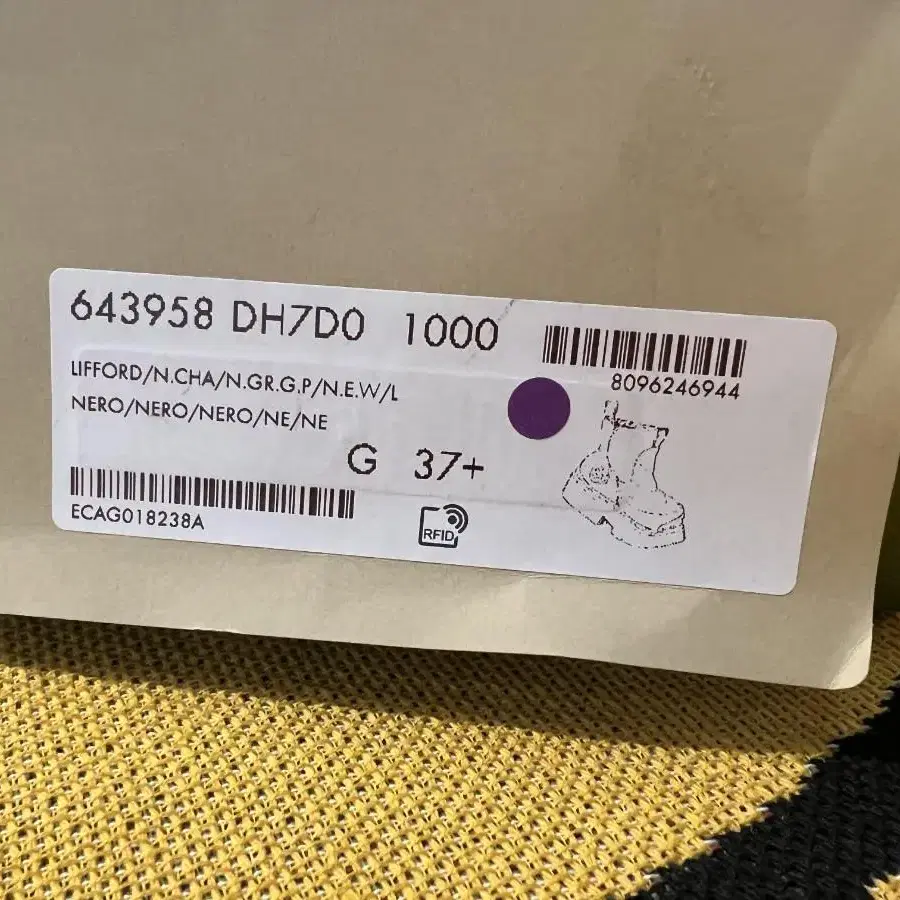 643958 DH7D0 1000
8096246944
LIFFORD/N.CHA/N.GR.G.P/N.E.W/L
NERO/NERO/NERO/NE/NE
G 37+
ECAG018238A
RFID